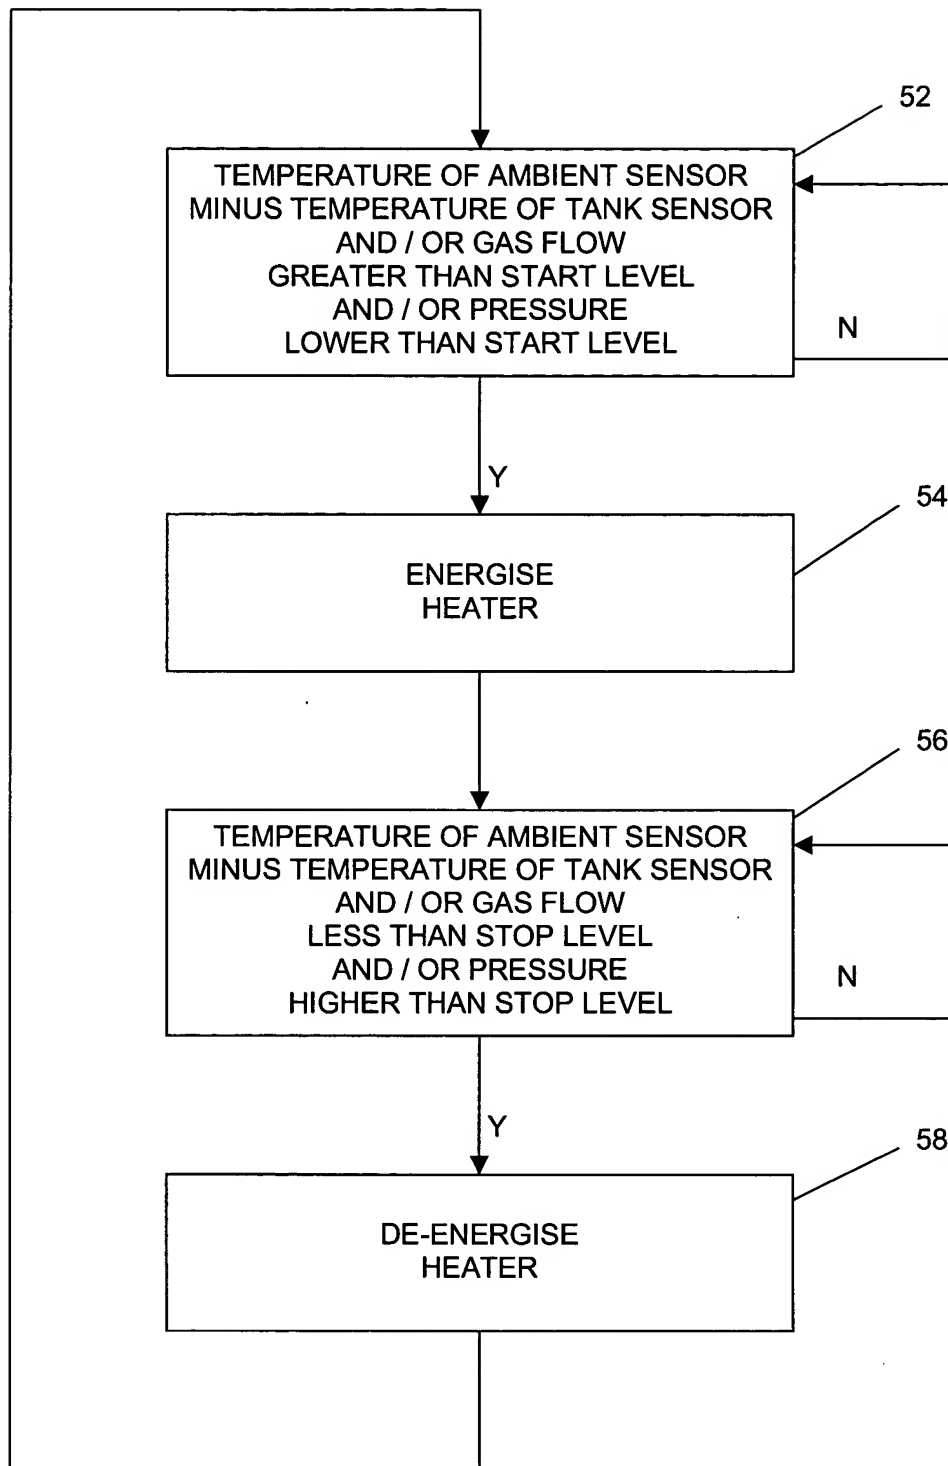 52
TEMPERATURE OF AMBIENT SENSOR
MINUS TEMPERATURE OF TANK SENSOR
AND / OR GAS FLOW
GREATER THAN START LEVEL
AND / OR PRESSURE
LOWER THAN START LEVEL
N
Y
54
ENERGISE
HEATER
56
TEMPERATURE OF AMBIENT SENSOR
MINUS TEMPERATURE OF TANK SENSOR
AND / OR GAS FLOW
LESS THAN STOP LEVEL
AND / OR PRESSURE
HIGHER THAN STOP LEVEL
N
Y
58
DE-ENERGISE
HEATER